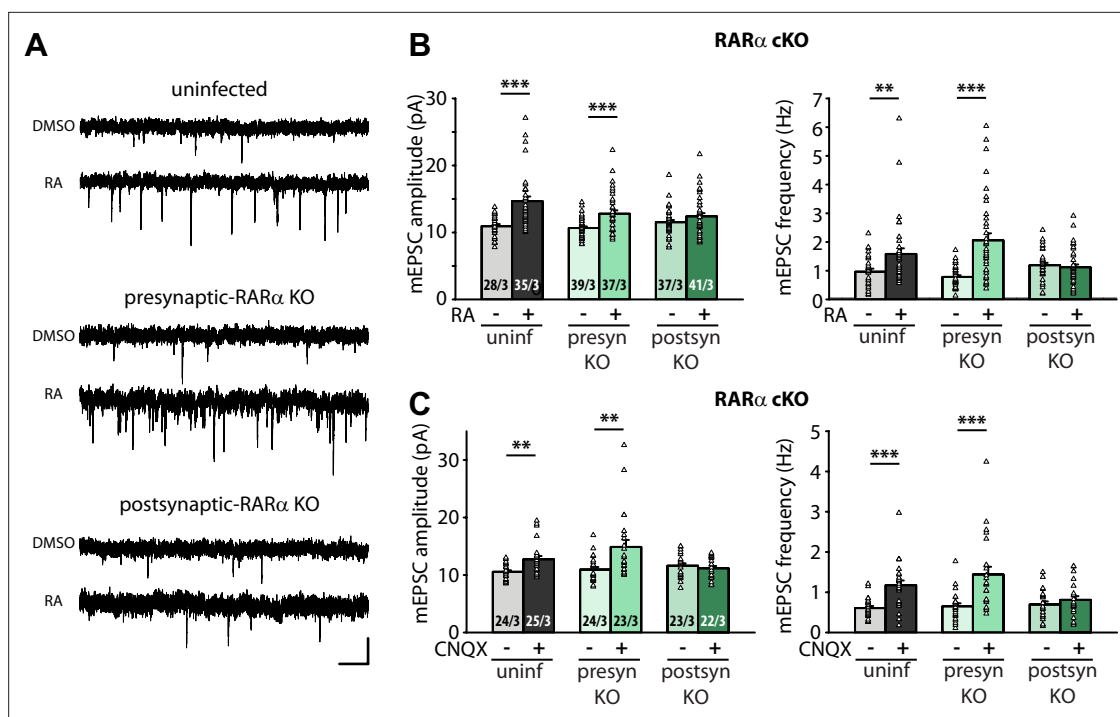 A
uninfected
DMSO
RA
presynaptic-RARα KO
DMSO
RA
postsynaptic-RARα KO
DMSO
RA
B
RARα cKO
mEPSC amplitude (pA)
30
20
10
0
***
***
28/3 35/3 39/3 37/3 37/3 41/3
RA - + - + - +
uninf presyn KO postsyn KO
mEPSC frequency (Hz)
7
6
5
4
3
2
1
0
**
***
- + - + - +
uninf presyn KO postsyn KO
C
RARα cKO
mEPSC amplitude (pA)
30
20
10
0
**
**
24/3 25/3 24/3 23/3 23/3 22/3
CNQX - + - + - +
uninf presyn KO postsyn KO
mEPSC frequency (Hz)
5
4
3
2
1
0
***
***
- + - + - +
uninf presyn KO postsyn KO